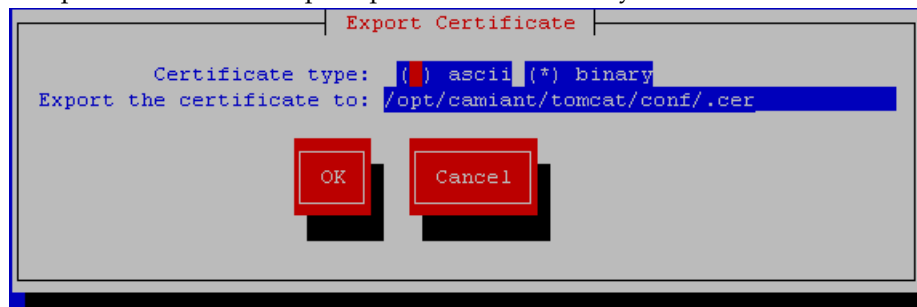 Export Certificate
Certificate type: ( ) ascii (*) binary
Export the certificate to: /opt/camiant/tomcat/conf/.cer
OK Cancel